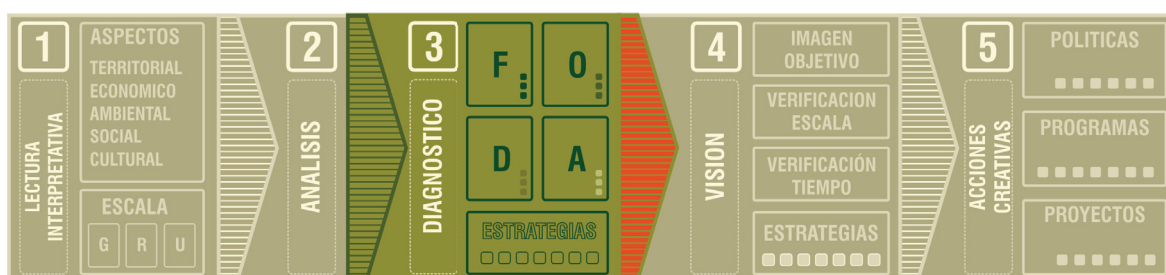 1
LECTURA
INTERPRETATIVA
ASPECTOS
TERRITORIAL
ECONOMICO
AMBIENTAL
SOCIAL
CULTURAL
ESCALA
G R U
2
ANALISIS
3
DIAGNOSTICO
F O
D A
ESTRATEGIAS
4
VISION
IMAGEN
OBJETIVO
VERIFICACION
ESCALA
VERIFICACIÓN
TIEMPO
ESTRATEGIAS
5
ACCIONES
CREATIVAS
POLITICAS
PROGRAMAS
PROYECTOS